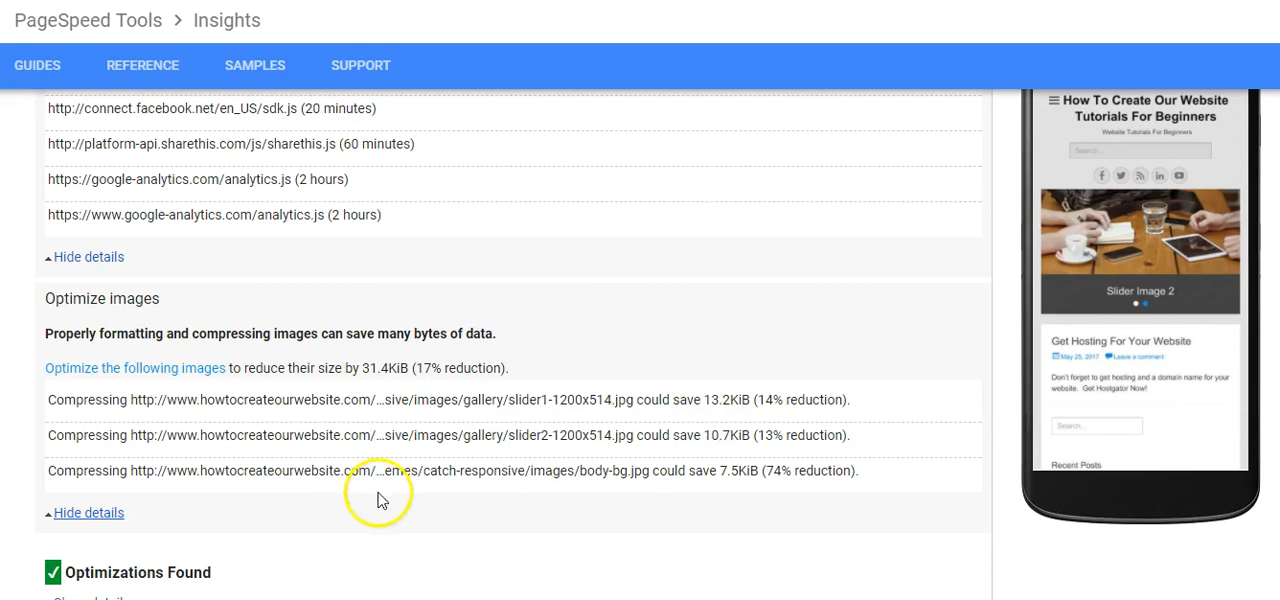 PageSpeed Tools > Insights
GUIDES REFERENCE SAMPLES SUPPORT
http://connect.facebook.net/en_US/sdk.js (20 minutes)
http://platform-api.sharethis.com/js/sharethis.js (60 minutes)
https://google-analytics.com/analytics.js (2 hours)
https://www.google-analytics.com/analytics.js (2 hours)
Hide details
Optimize images
Properly formatting and compressing images can save many bytes of data.
Optimize the following images to reduce their size by 31.4KiB (17% reduction).
Compressing http://www.howtocreateourwebsite.com/…sive/images/gallery/slider1-1200x514.jpg could save 13.2KiB (14% reduction).
Compressing http://www.howtocreateourwebsite.com/…sive/images/gallery/slider2-1200x514.jpg could save 10.7KiB (13% reduction).
Compressing http://www.howtocreateourwebsite.com/…emes/catch-responsive/images/body-bg.jpg could save 7.5KiB (74% reduction).
Hide details
Optimizations Found
How To Create Our Website
Tutorials For Beginners
Website Tutorials For Beginners
Search...
Slider Image 2
Get Hosting For Your Website
May 25, 2017 Leave a comment
Don't forget to get hosting and a domain name for your
website. Get Hostgator Now!
Search...
Recent Posts